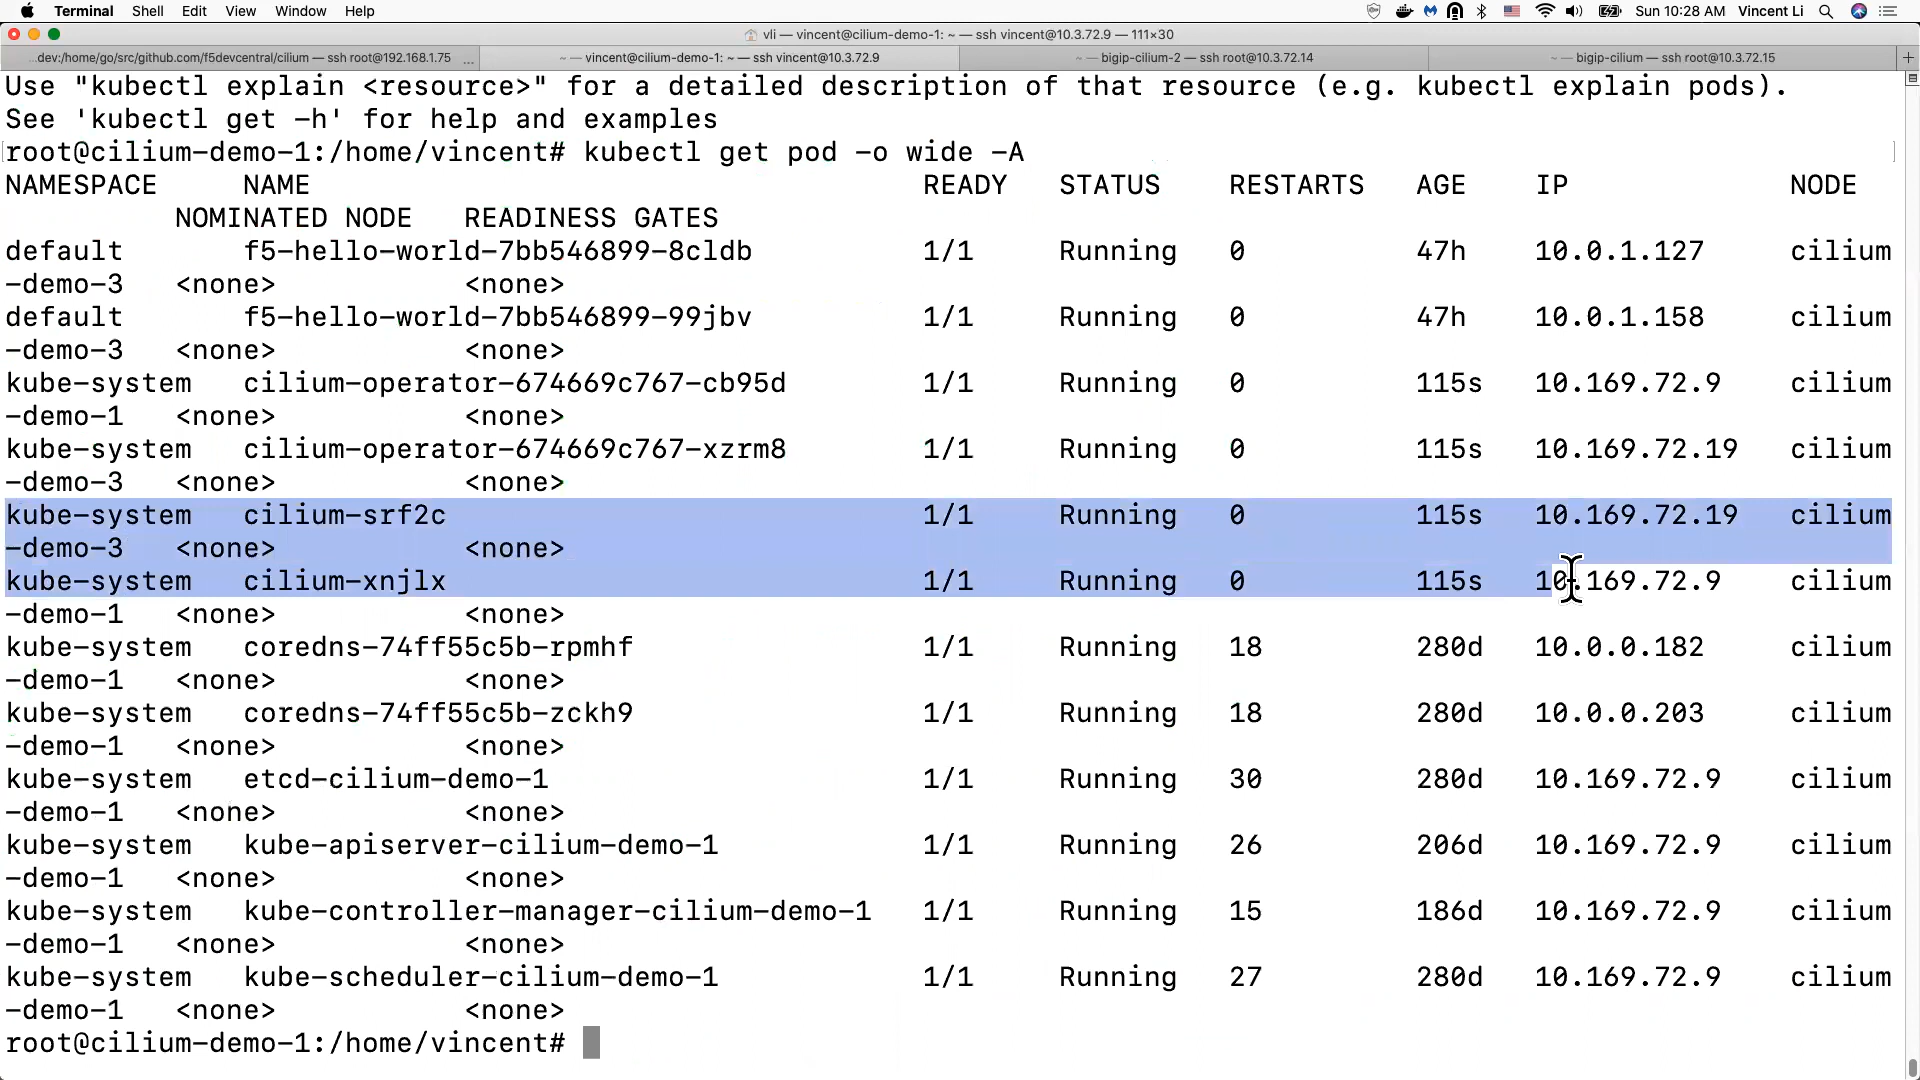 Terminal Shell Edit View Window Help Sun 10:28 AM Vincent Li
vli — vincent@cilium-demo-1: ~ — ssh vincent@10.3.72.9 — 111×30
...dev:/home/go/src/github.com/f5devcentral/cilium — ssh root@192.168.1.75 ... ~ — vincent@cilium-demo-1: ~ — ssh vincent@10.3.72.9 ~ — bigip-cilium-2 — ssh root@10.3.72.14 ~ — bigip-cilium — ssh root@10.3.72.15 +
Use "kubectl explain <resource>" for a detailed description of that resource (e.g. kubectl explain pods).
See 'kubectl get -h' for help and examples
[root@cilium-demo-1:/home/vincent# kubectl get pod -o wide -A ]
NAMESPACE NAME READY STATUS RESTARTS AGE IP NODE
NOMINATED NODE READINESS GATES
default f5-hello-world-7bb546899-8cldb 1/1 Running 0 47h 10.0.1.127 cilium
-demo-3 <none> <none>
default f5-hello-world-7bb546899-99jbv 1/1 Running 0 47h 10.0.1.158 cilium
-demo-3 <none> <none>
kube-system cilium-operator-674669c767-cb95d 1/1 Running 0 115s 10.169.72.9 cilium
-demo-1 <none> <none>
kube-system cilium-operator-674669c767-xzrm8 1/1 Running 0 115s 10.169.72.19 cilium
-demo-3 <none> <none>
kube-system cilium-srf2c 1/1 Running 0 115s 10.169.72.19 cilium
-demo-3 <none> <none>
kube-system cilium-xnjlx 1/1 Running 0 115s 10.169.72.9 cilium
-demo-1 <none> <none>
kube-system coredns-74ff55c5b-rpmhf 1/1 Running 18 280d 10.0.0.182 cilium
-demo-1 <none> <none>
kube-system coredns-74ff55c5b-zckh9 1/1 Running 18 280d 10.0.0.203 cilium
-demo-1 <none> <none>
kube-system etcd-cilium-demo-1 1/1 Running 30 280d 10.169.72.9 cilium
-demo-1 <none> <none>
kube-system kube-apiserver-cilium-demo-1 1/1 Running 26 206d 10.169.72.9 cilium
-demo-1 <none> <none>
kube-system kube-controller-manager-cilium-demo-1 1/1 Running 15 186d 10.169.72.9 cilium
-demo-1 <none> <none>
kube-system kube-scheduler-cilium-demo-1 1/1 Running 27 280d 10.169.72.9 cilium
-demo-1 <none> <none>
root@cilium-demo-1:/home/vincent#